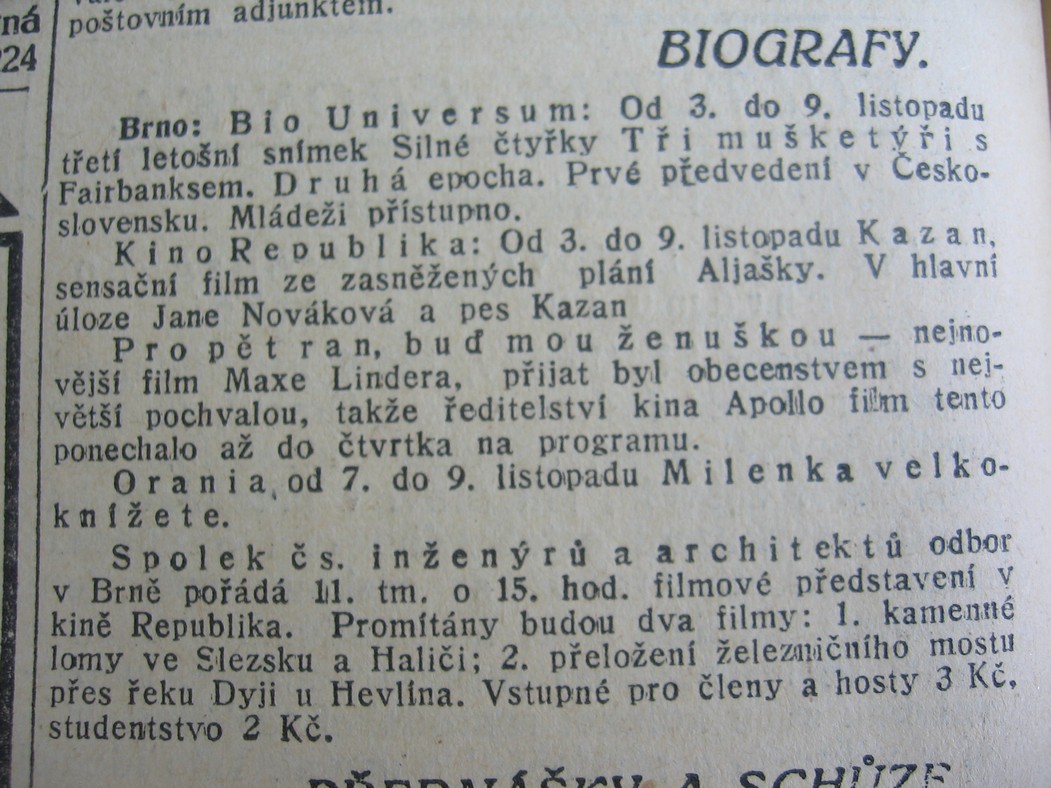 ná
poštovním adjunktem.
24
BIOGRAFY.
Brno: Bio Universum: Od 3. do 9. listopadu
třetí letošní snímek Silné čtyřky Tři mušketýři s
Fairbanksem. Druhá epocha. Prvé předvedení v Česko-
slovensku. Mládeži přístupno.
Kino Republika: Od 3. do 9. listopadu Kazan,
sensační film ze zasněžených plání Aljašky. V hlavní
úloze Jane Nováková a pes Kazan
Pro pět ran, buď mou ženuškou — nejno-
vější film Maxe Lindera, přijat byl obecenstvem s nej-
větší pochvalou, takže ředitelství kina Apollo film tento
ponechalo až do čtvrtka na programu.
Orania, od 7. do 9. listopadu Milenka velko-
knížete.
Spolek čs. inženýrů a architektů odbor
v Brně pořádá 11. tm. o 15. hod. filmové představení v
kině Republika. Promítány budou dva filmy: 1. kamenné
lomy ve Slezsku a Haliči; 2. přeložení železničního mostu
přes řeku Dyji u Hevlína. Vstupné pro členy a hosty 3 Kč,
studentstvo 2 Kč.
PŘEDNÁŠKY A SCHŮZE